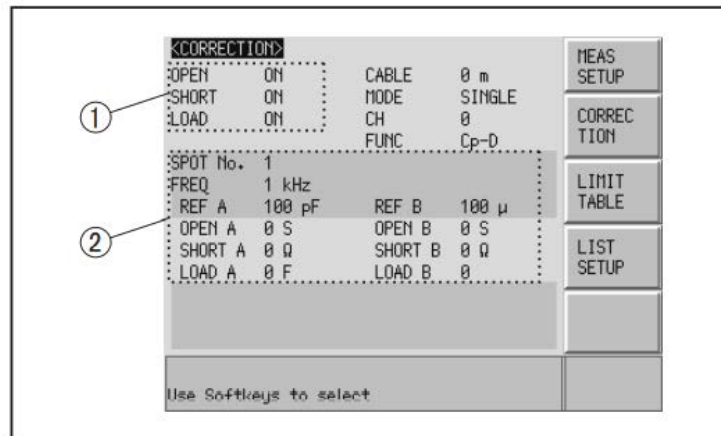 <CORRECTION>
OPEN ON CABLE 0 m
SHORT ON MODE SINGLE
LOAD ON CH 0
FUNC Cp-D
SPOT No. 1
FREQ 1 kHz
REF A 100 pF REF B 100 μ
OPEN A 0 S OPEN B 0 S
SHORT A 0 Ω SHORT B 0 Ω
LOAD A 0 F LOAD B 0
Use Softkeys to select
MEAS
SETUP
CORREC
TION
LIMIT
TABLE
LIST
SETUP
①
②